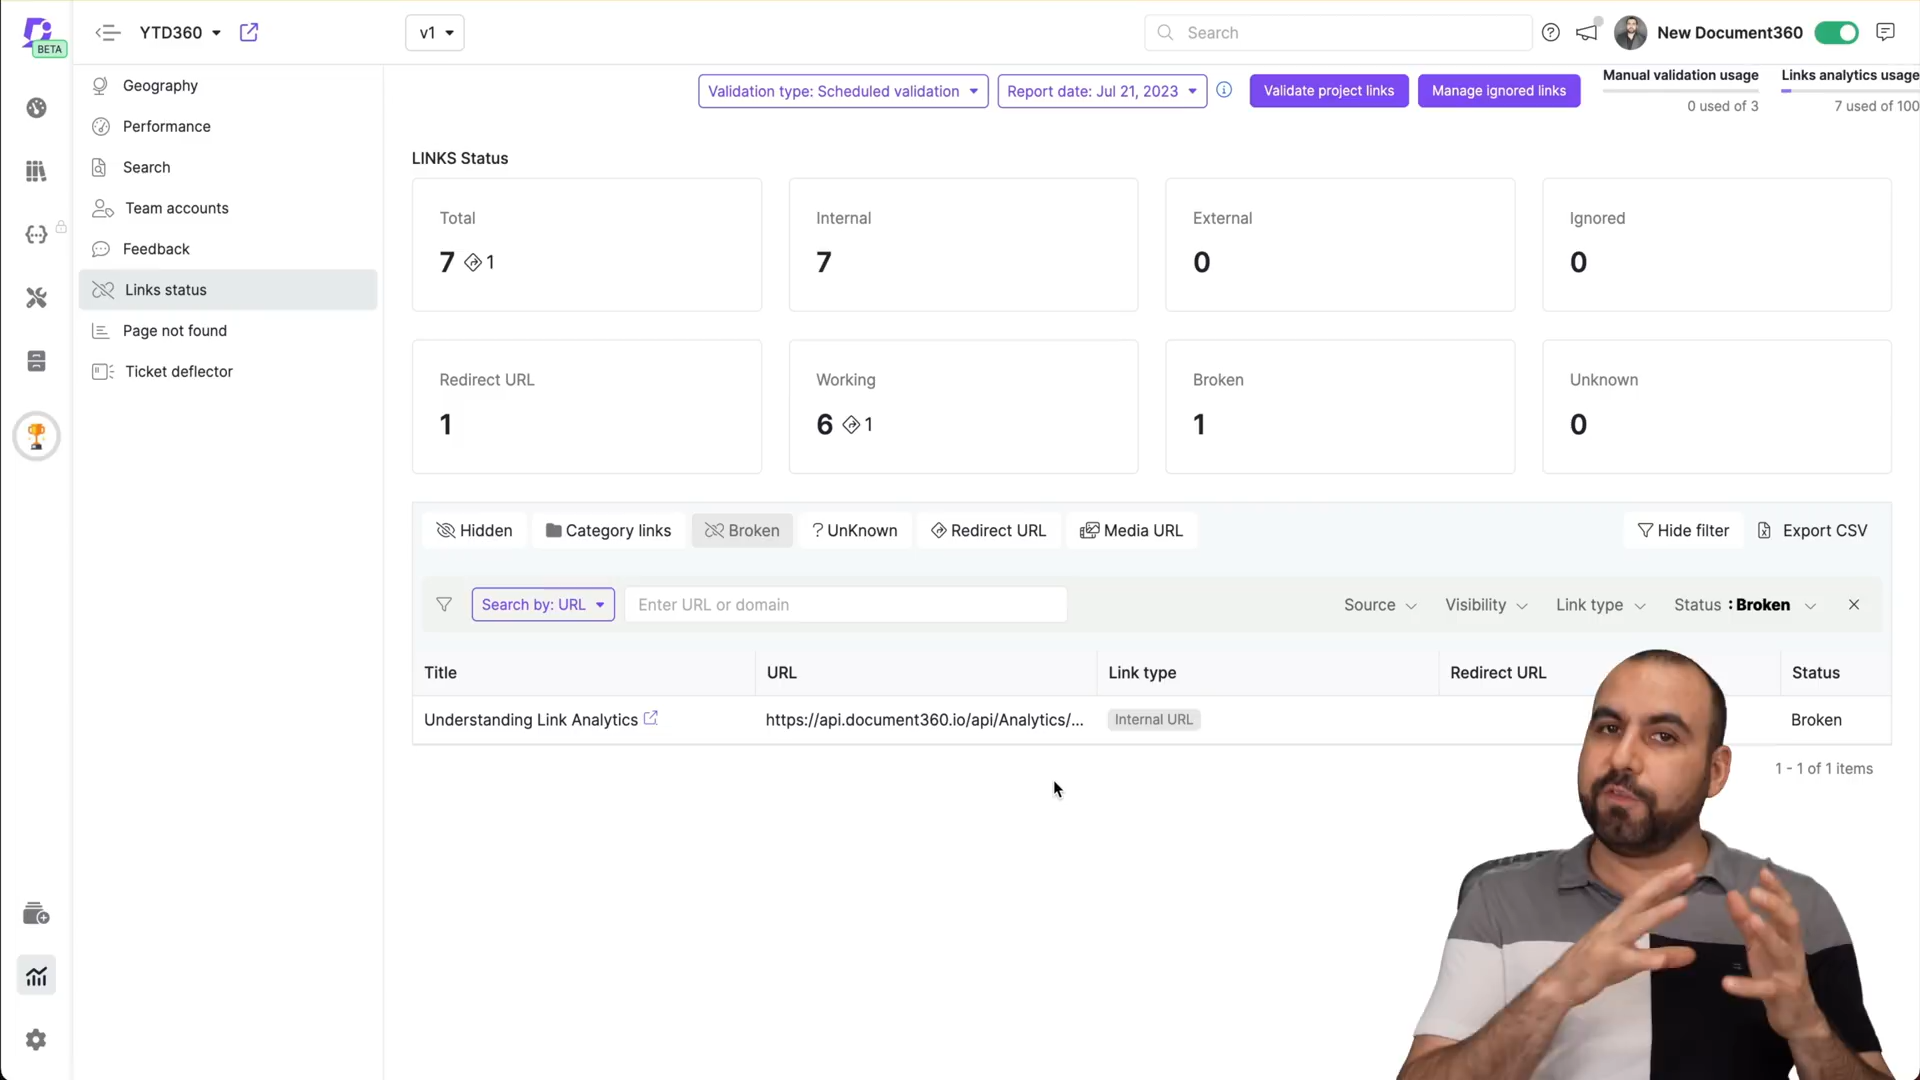 BETA
YTD360
v1
Search
New Document360
Geography
Performance
Search
Team accounts
Feedback
Links status
Page not found
Ticket deflector
Validation type: Scheduled validation
Report date: Jul 21, 2023
Validate project links
Manage ignored links
Manual validation usage
0 used of 3
Links analytics usage
7 used of 100
LINKS Status
Total
7 1
Internal
7
External
0
Ignored
0
Redirect URL
1
Working
6 1
Broken
1
Unknown
0
Hidden
Category links
Broken
? UnKnown
Redirect URL
Media URL
Hide filter
Export CSV
Search by: URL
Enter URL or domain
Source
Visibility
Link type
Status : Broken
Title
URL
Link type
Redirect URL
Status
Understanding Link Analytics
https://api.document360.io/api/Analytics/...
Internal URL
Broken
1 - 1 of 1 items